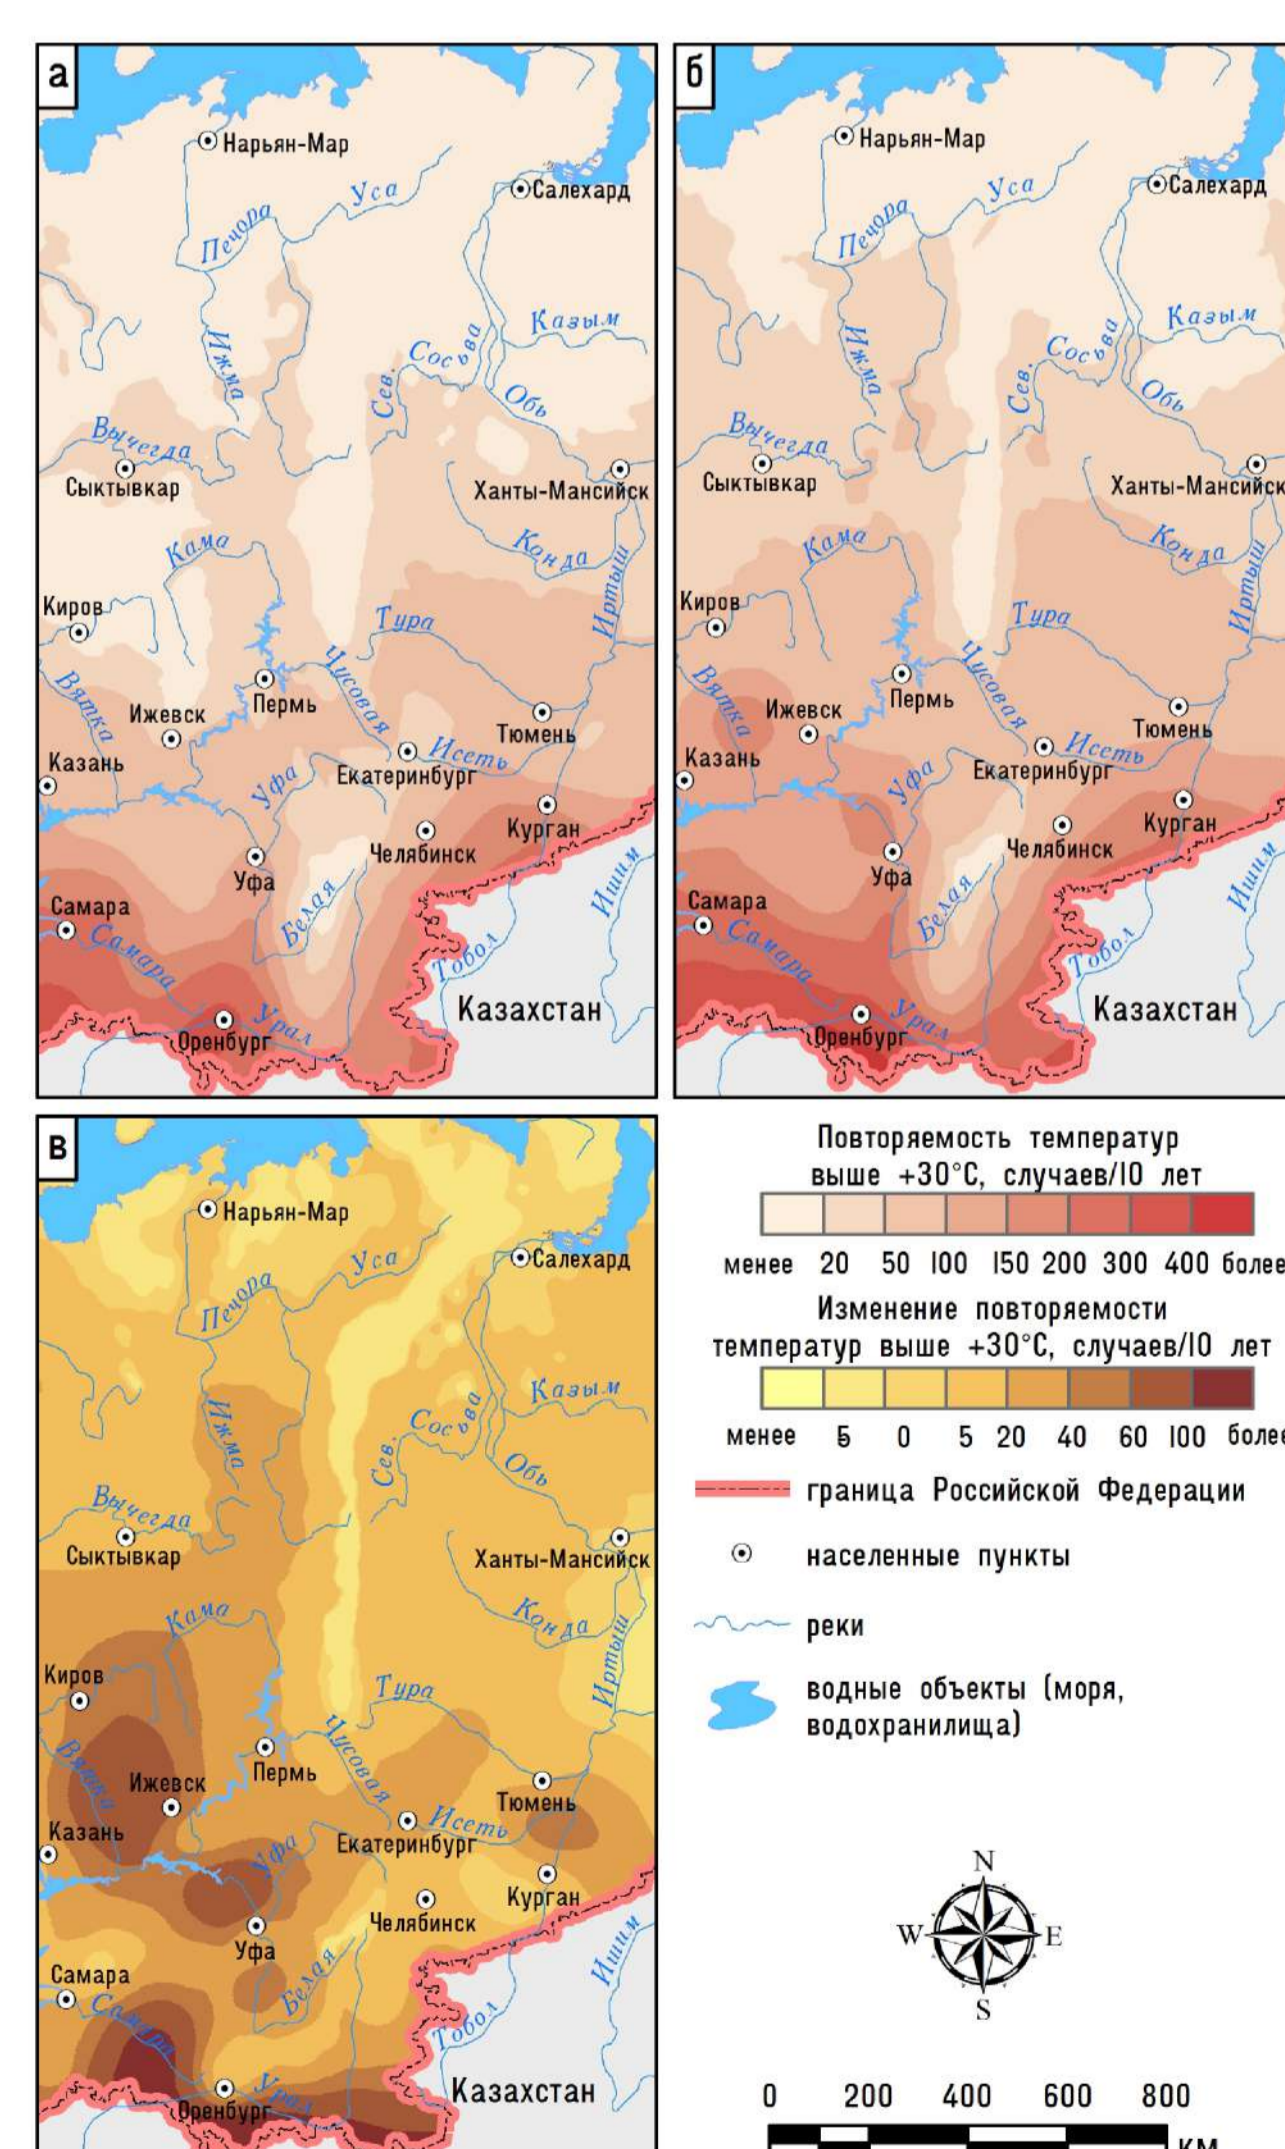 а
Нарьян-Мар
Салехард
Уса
Печора
Ижма
Казым
Сев.
Сосьва
Обь
Вычегда
Сыктывкар
Ханты-Мансийск
Кама
Конда
Иртыш
Киров
Тура
Вятка
Чусовая
Пермь
Ижевск
Тюмень
Казань
Исеть
Екатеринбург
Уфа
Курган
Челябинск
Уфа
Белая
Ишим
Самара
Самара
Тобол
Казахстан
Урал
Оренбург
б
Нарьян-Мар
Салехард
Уса
Печора
Ижма
Казым
Сев.
Сосьва
Обь
Вычегда
Сыктывкар
Ханты-Мансийск
Кама
Конда
Иртыш
Киров
Тура
Вятка
Чусовая
Пермь
Ижевск
Тюмень
Казань
Исеть
Екатеринбург
Уфа
Курган
Челябинск
Уфа
Белая
Ишим
Самара
Самара
Тобол
Казахстан
Урал
Оренбург
в
Нарьян-Мар
Салехард
Уса
Печора
Ижма
Казым
Сев.
Сосьва
Обь
Вычегда
Сыктывкар
Ханты-Мансийск
Кама
Конда
Иртыш
Киров
Тура
Вятка
Чусовая
Пермь
Ижевск
Тюмень
Казань
Исеть
Екатеринбург
Уфа
Курган
Челябинск
Уфа
Белая
Ишим
Самара
Самара
Тобол
Казахстан
Урал
Оренбург
Повторяемость температур
выше +30°С, случаев/10 лет
менее 20 50 100 150 200 300 400 более
Изменение повторяемости
температур выше +30°С, случаев/10 лет
менее 5 0 5 20 40 60 100 более
граница Российской Федерации
населенные пункты
реки
водные объекты (моря,
водохранилища)
N
W E
S
0 200 400 600 800
км